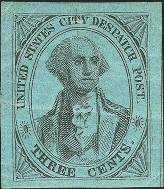 UNITED STATES CITY DESPATCH POST.
THREE CENTS.